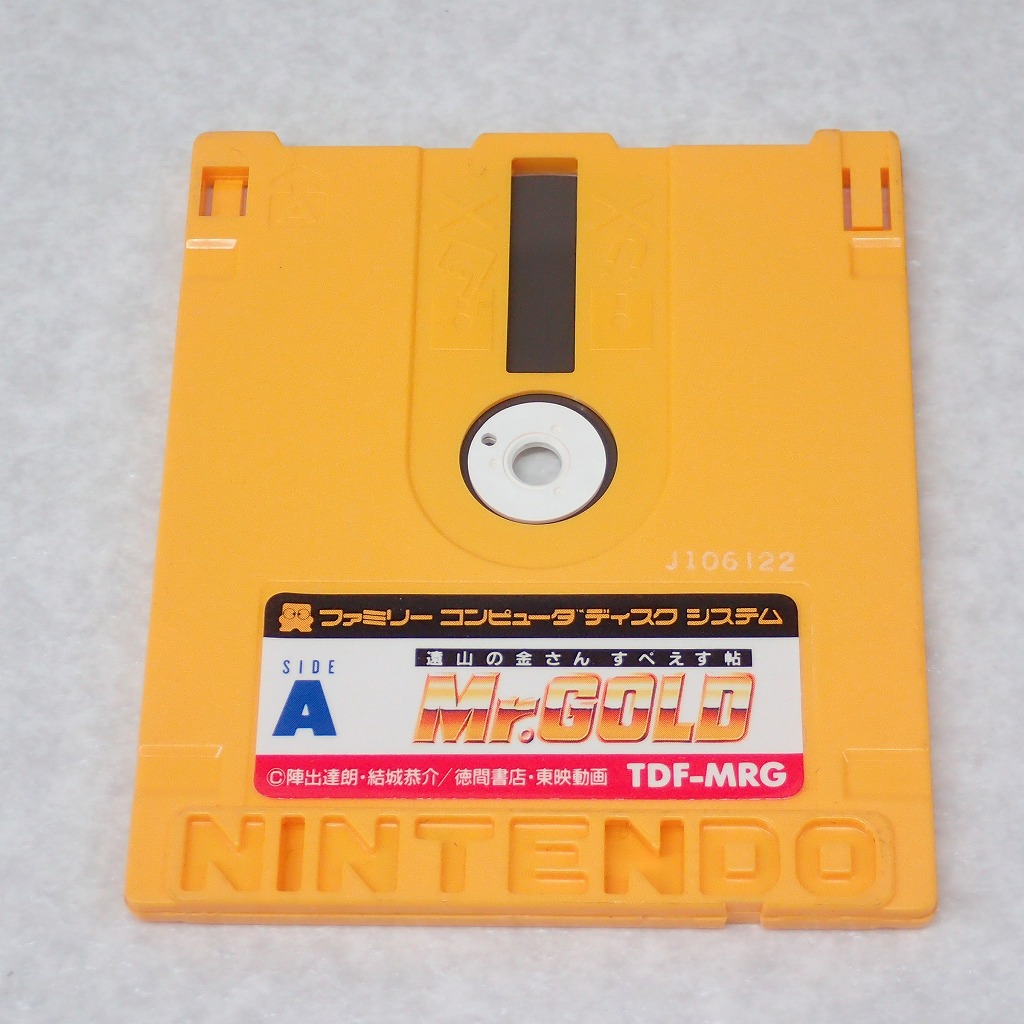 J106122
ファミリー コンピュータ™ ディスク システム
SIDE
A
遠山の金さん すぺえす帖
Mr.GOLD
©陣出達朗・結城恭介/徳間書店・東映動画 TDF-MRG
NINTENDO